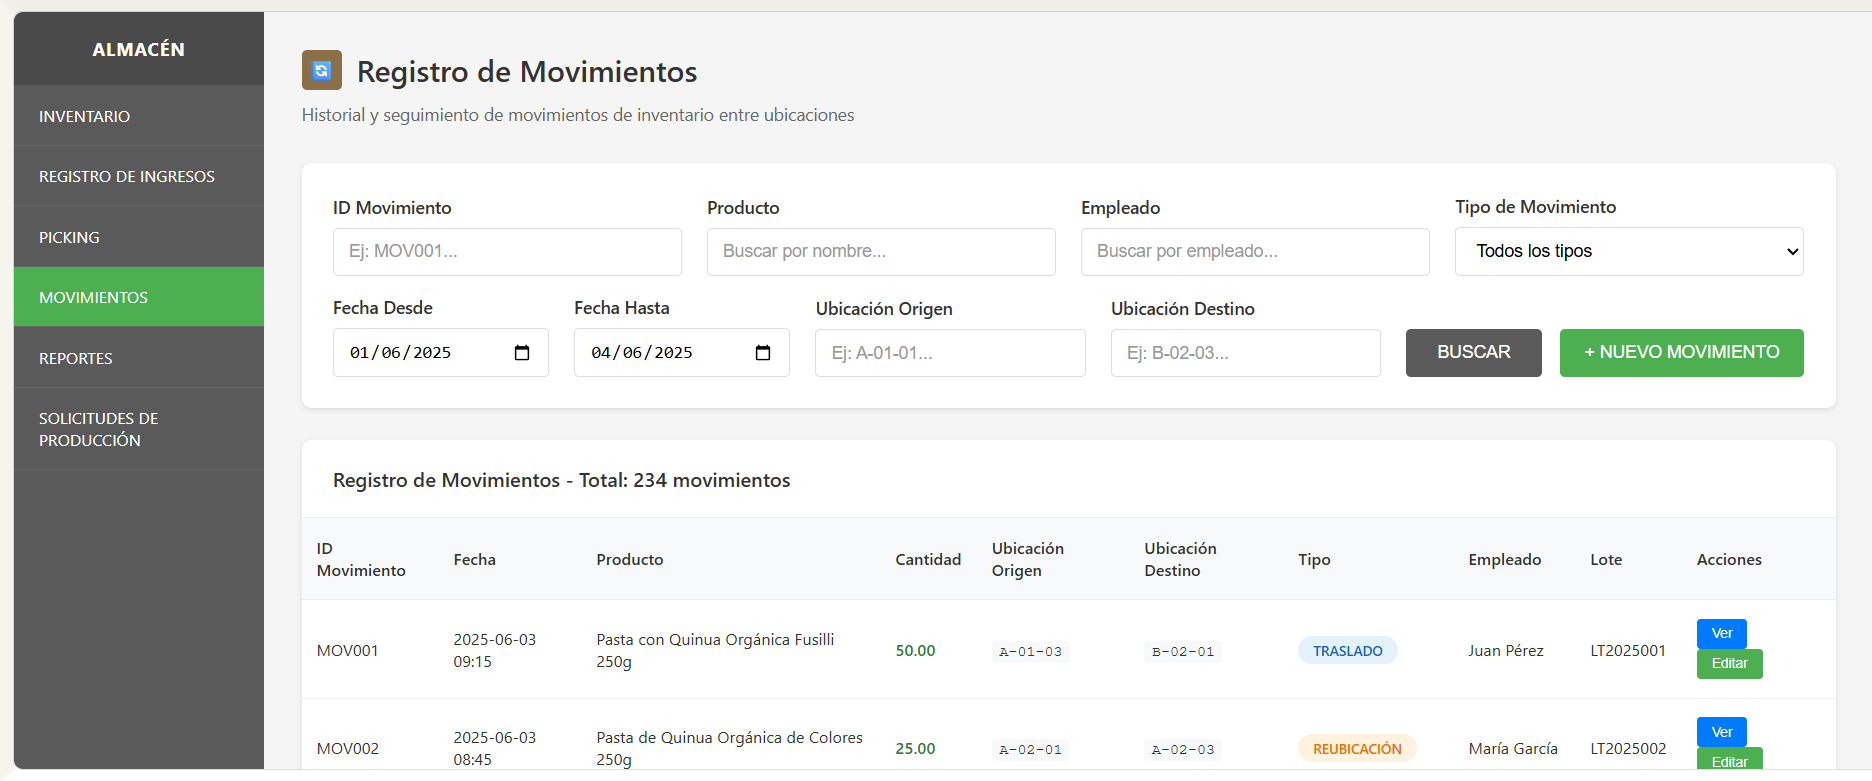 ALMACÉN
INVENTARIO
REGISTRO DE INGRESOS
PICKING
MOVIMIENTOS
REPORTES
SOLICITUDES DE
PRODUCCIÓN
Registro de Movimientos
Historial y seguimiento de movimientos de inventario entre ubicaciones
ID Movimiento Producto Empleado Tipo de Movimiento
Ej: MOV001... Buscar por nombre... Buscar por empleado... Todos los tipos
Fecha Desde Fecha Hasta Ubicación Origen Ubicación Destino
01/06/2025 04/06/2025 Ej: A-01-01... Ej: B-02-03... BUSCAR + NUEVO MOVIMIENTO
Registro de Movimientos - Total: 234 movimientos
ID Movimiento Fecha Producto Cantidad Ubicación Origen Ubicación Destino Tipo Empleado Lote Acciones
MOV001 2025-06-03 09:15 Pasta con Quinua Orgánica Fusilli 250g 50.00 A-01-03 B-02-01 TRASLADO Juan Pérez LT2025001 Ver Editar
MOV002 2025-06-03 08:45 Pasta de Quinua Orgánica de Colores 250g 25.00 A-02-01 A-02-03 REUBICACIÓN María García LT2025002 Ver Editar